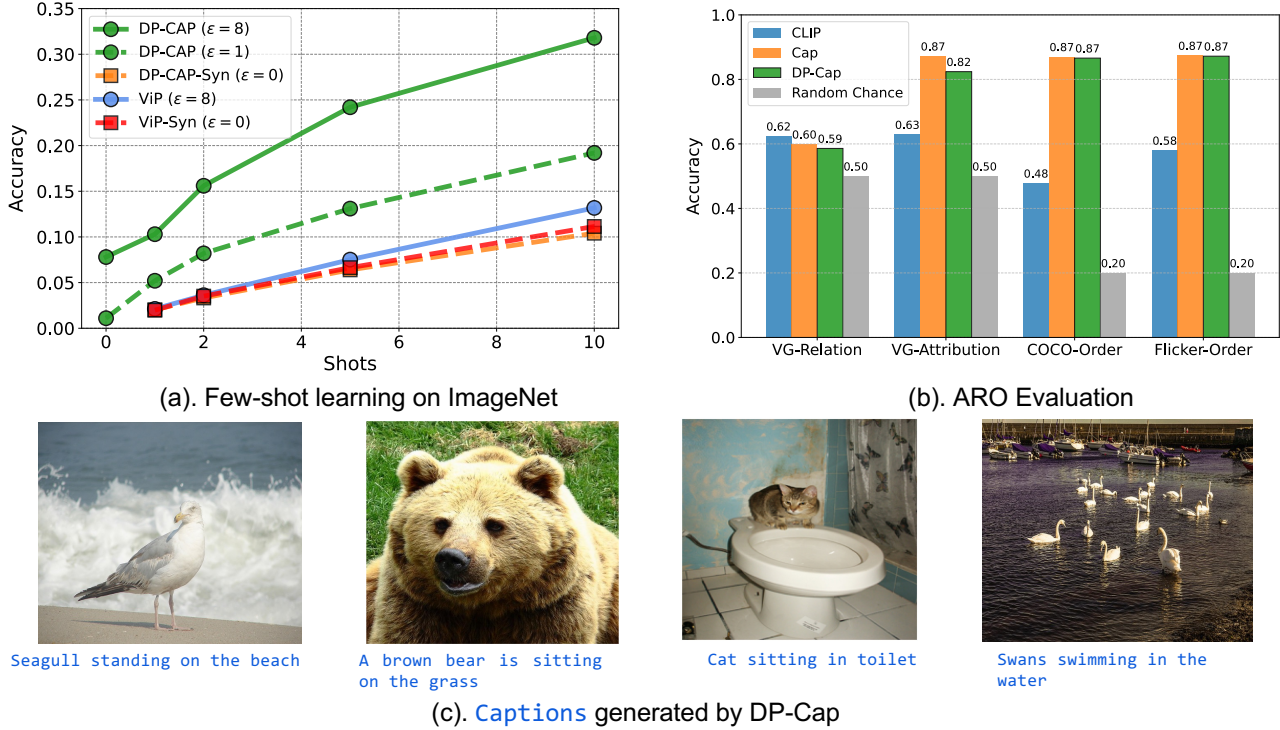 0.35
0.30
0.25
0.20
0.15
0.10
0.05
0.00
Accuracy
DP-CAP (ε = 8)
DP-CAP (ε = 1)
DP-CAP-Syn (ε = 0)
ViP (ε = 8)
ViP-Syn (ε = 0)
0 2 4 6 8 10
Shots
(a). Few-shot learning on ImageNet
1.0
0.8
0.6
0.4
0.2
0.0
Accuracy
CLIP
Cap
DP-Cap
Random Chance
0.62 0.60 0.59 0.50
0.63 0.87 0.82 0.50
0.48 0.87 0.87 0.20
0.58 0.87 0.87 0.20
VG-Relation VG-Attribution COCO-Order Flicker-Order
(b). ARO Evaluation
Seagull standing on the beach
A brown bear is sitting
on the grass
Cat sitting in toilet
Swans swimming in the
water
(c). Captions generated by DP-Cap